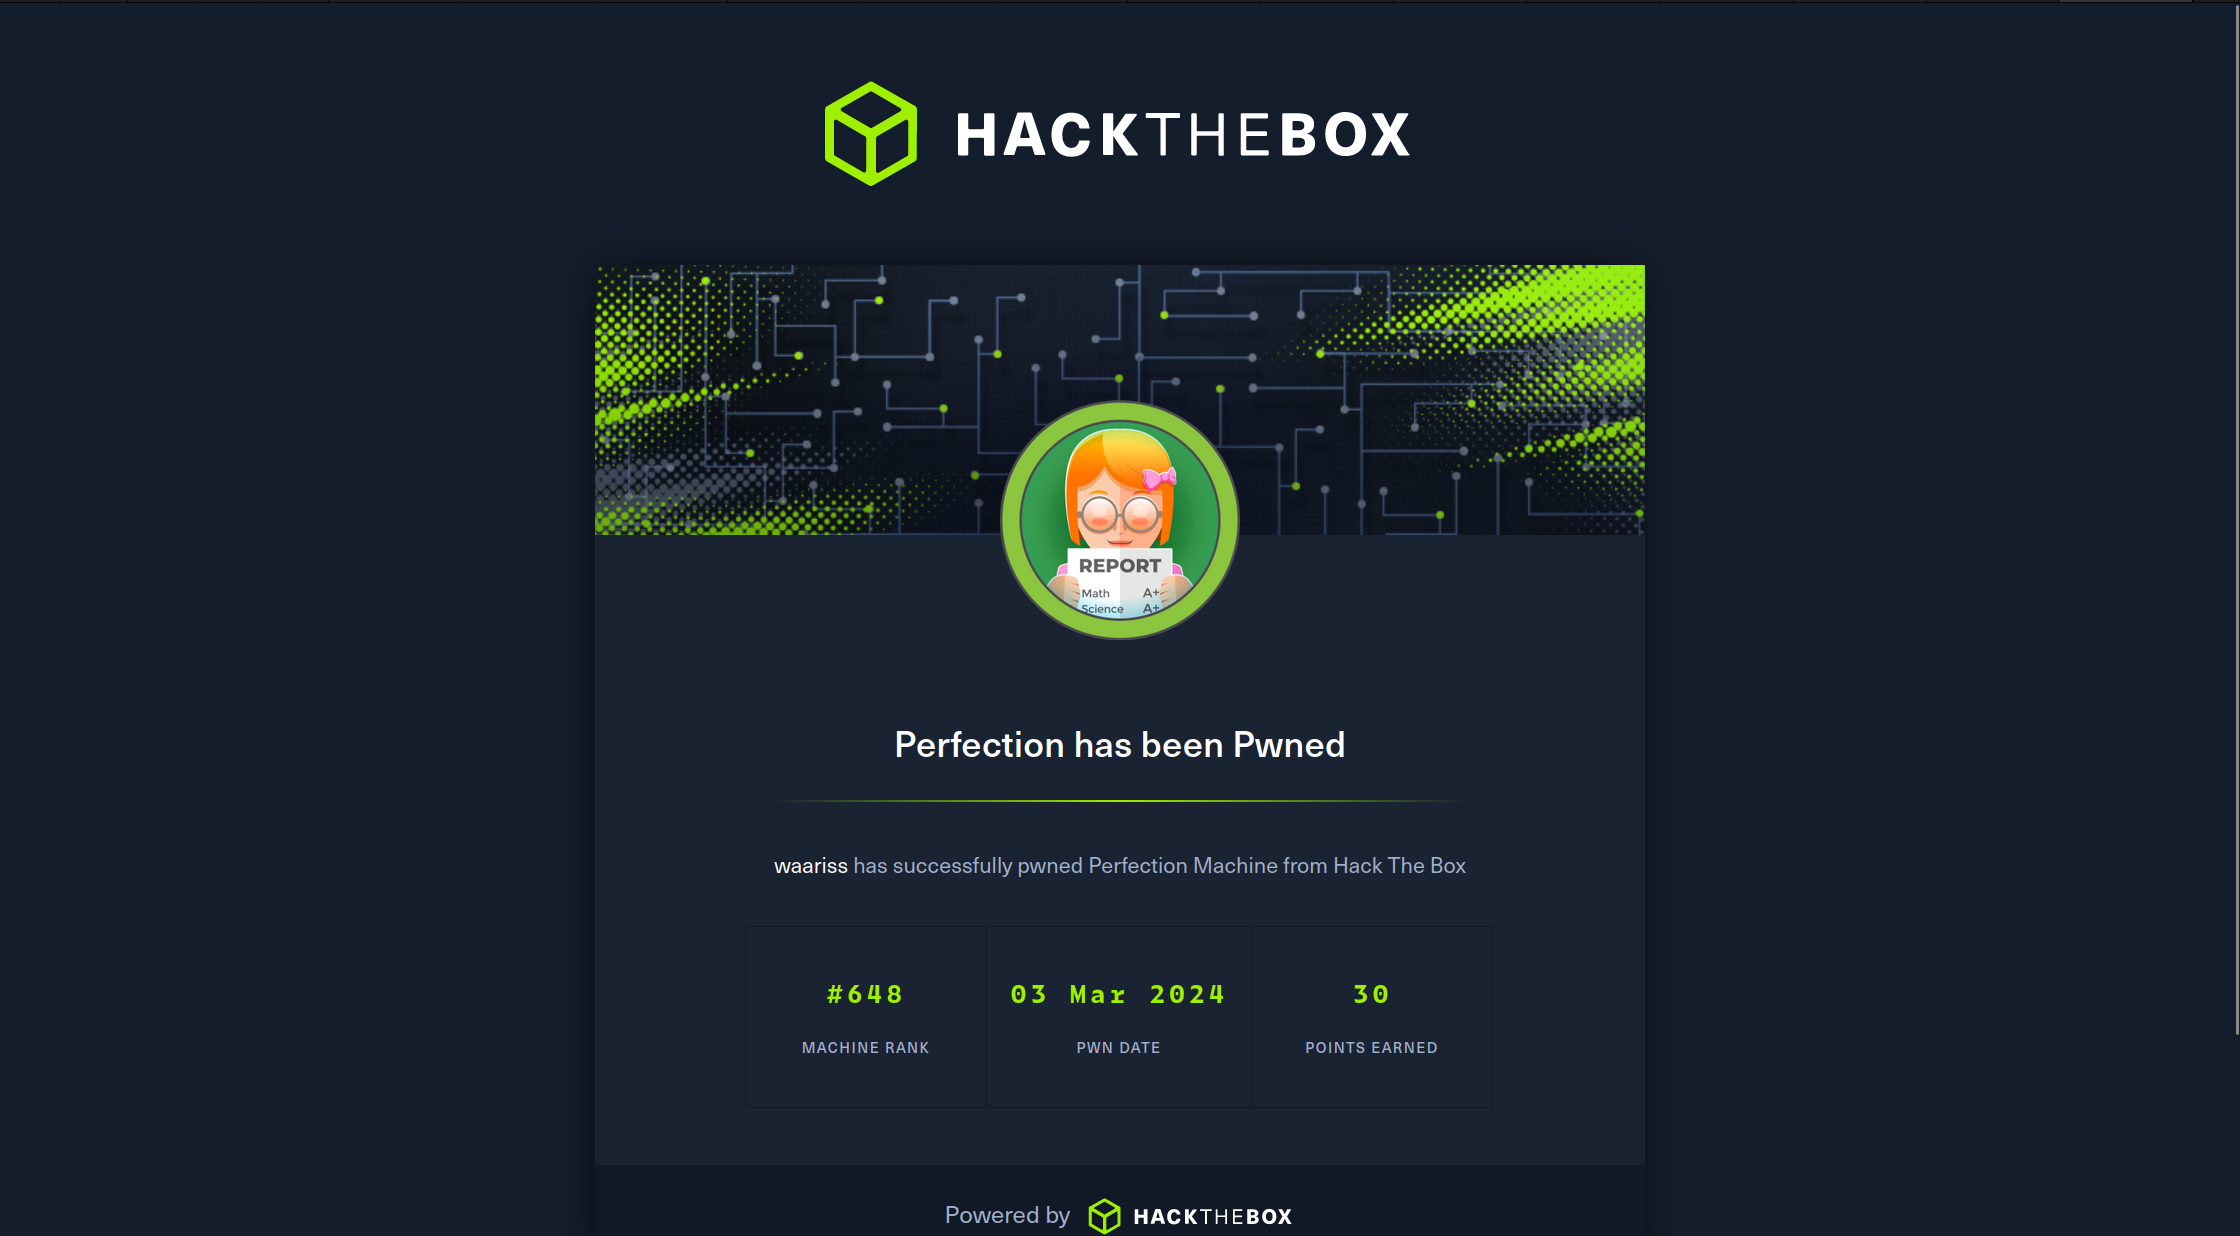 HACKTHEBOX
REPORT
Math A+
Science A+
Perfection has been Pwned
waariss has successfully pwned Perfection Machine from Hack The Box
#648 03 Mar 2024 30
MACHINE RANK PWN DATE POINTS EARNED
Powered by HACKTHEBOX